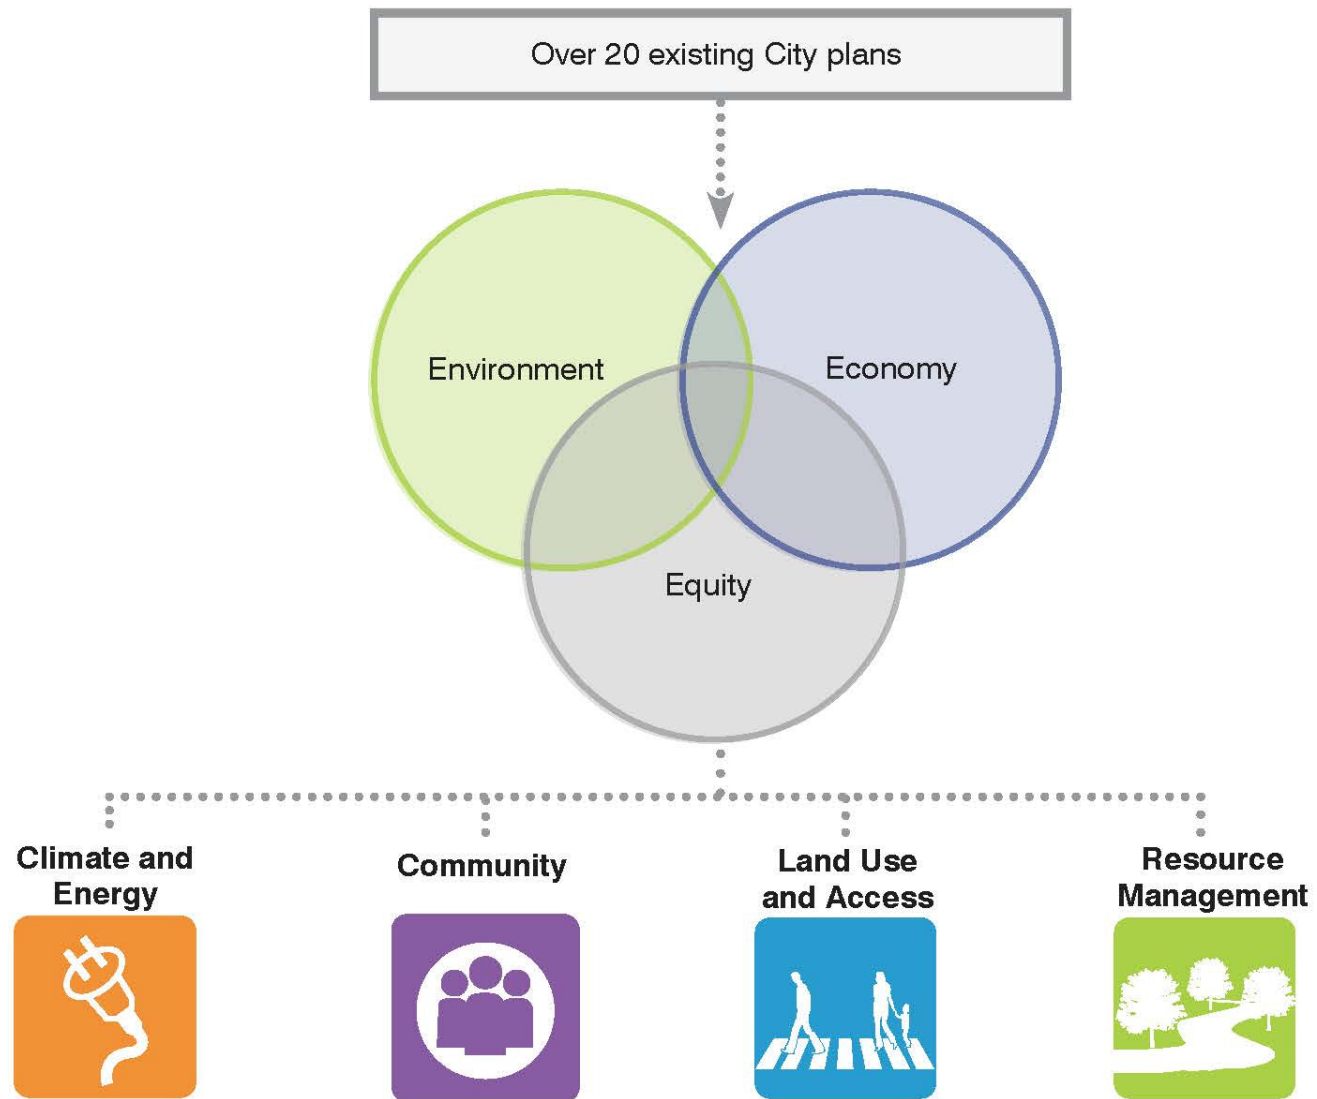 Over 20 existing City plans
Environment
Economy
Equity
Climate and
Energy
Community
Land Use
and Access
Resource
Management